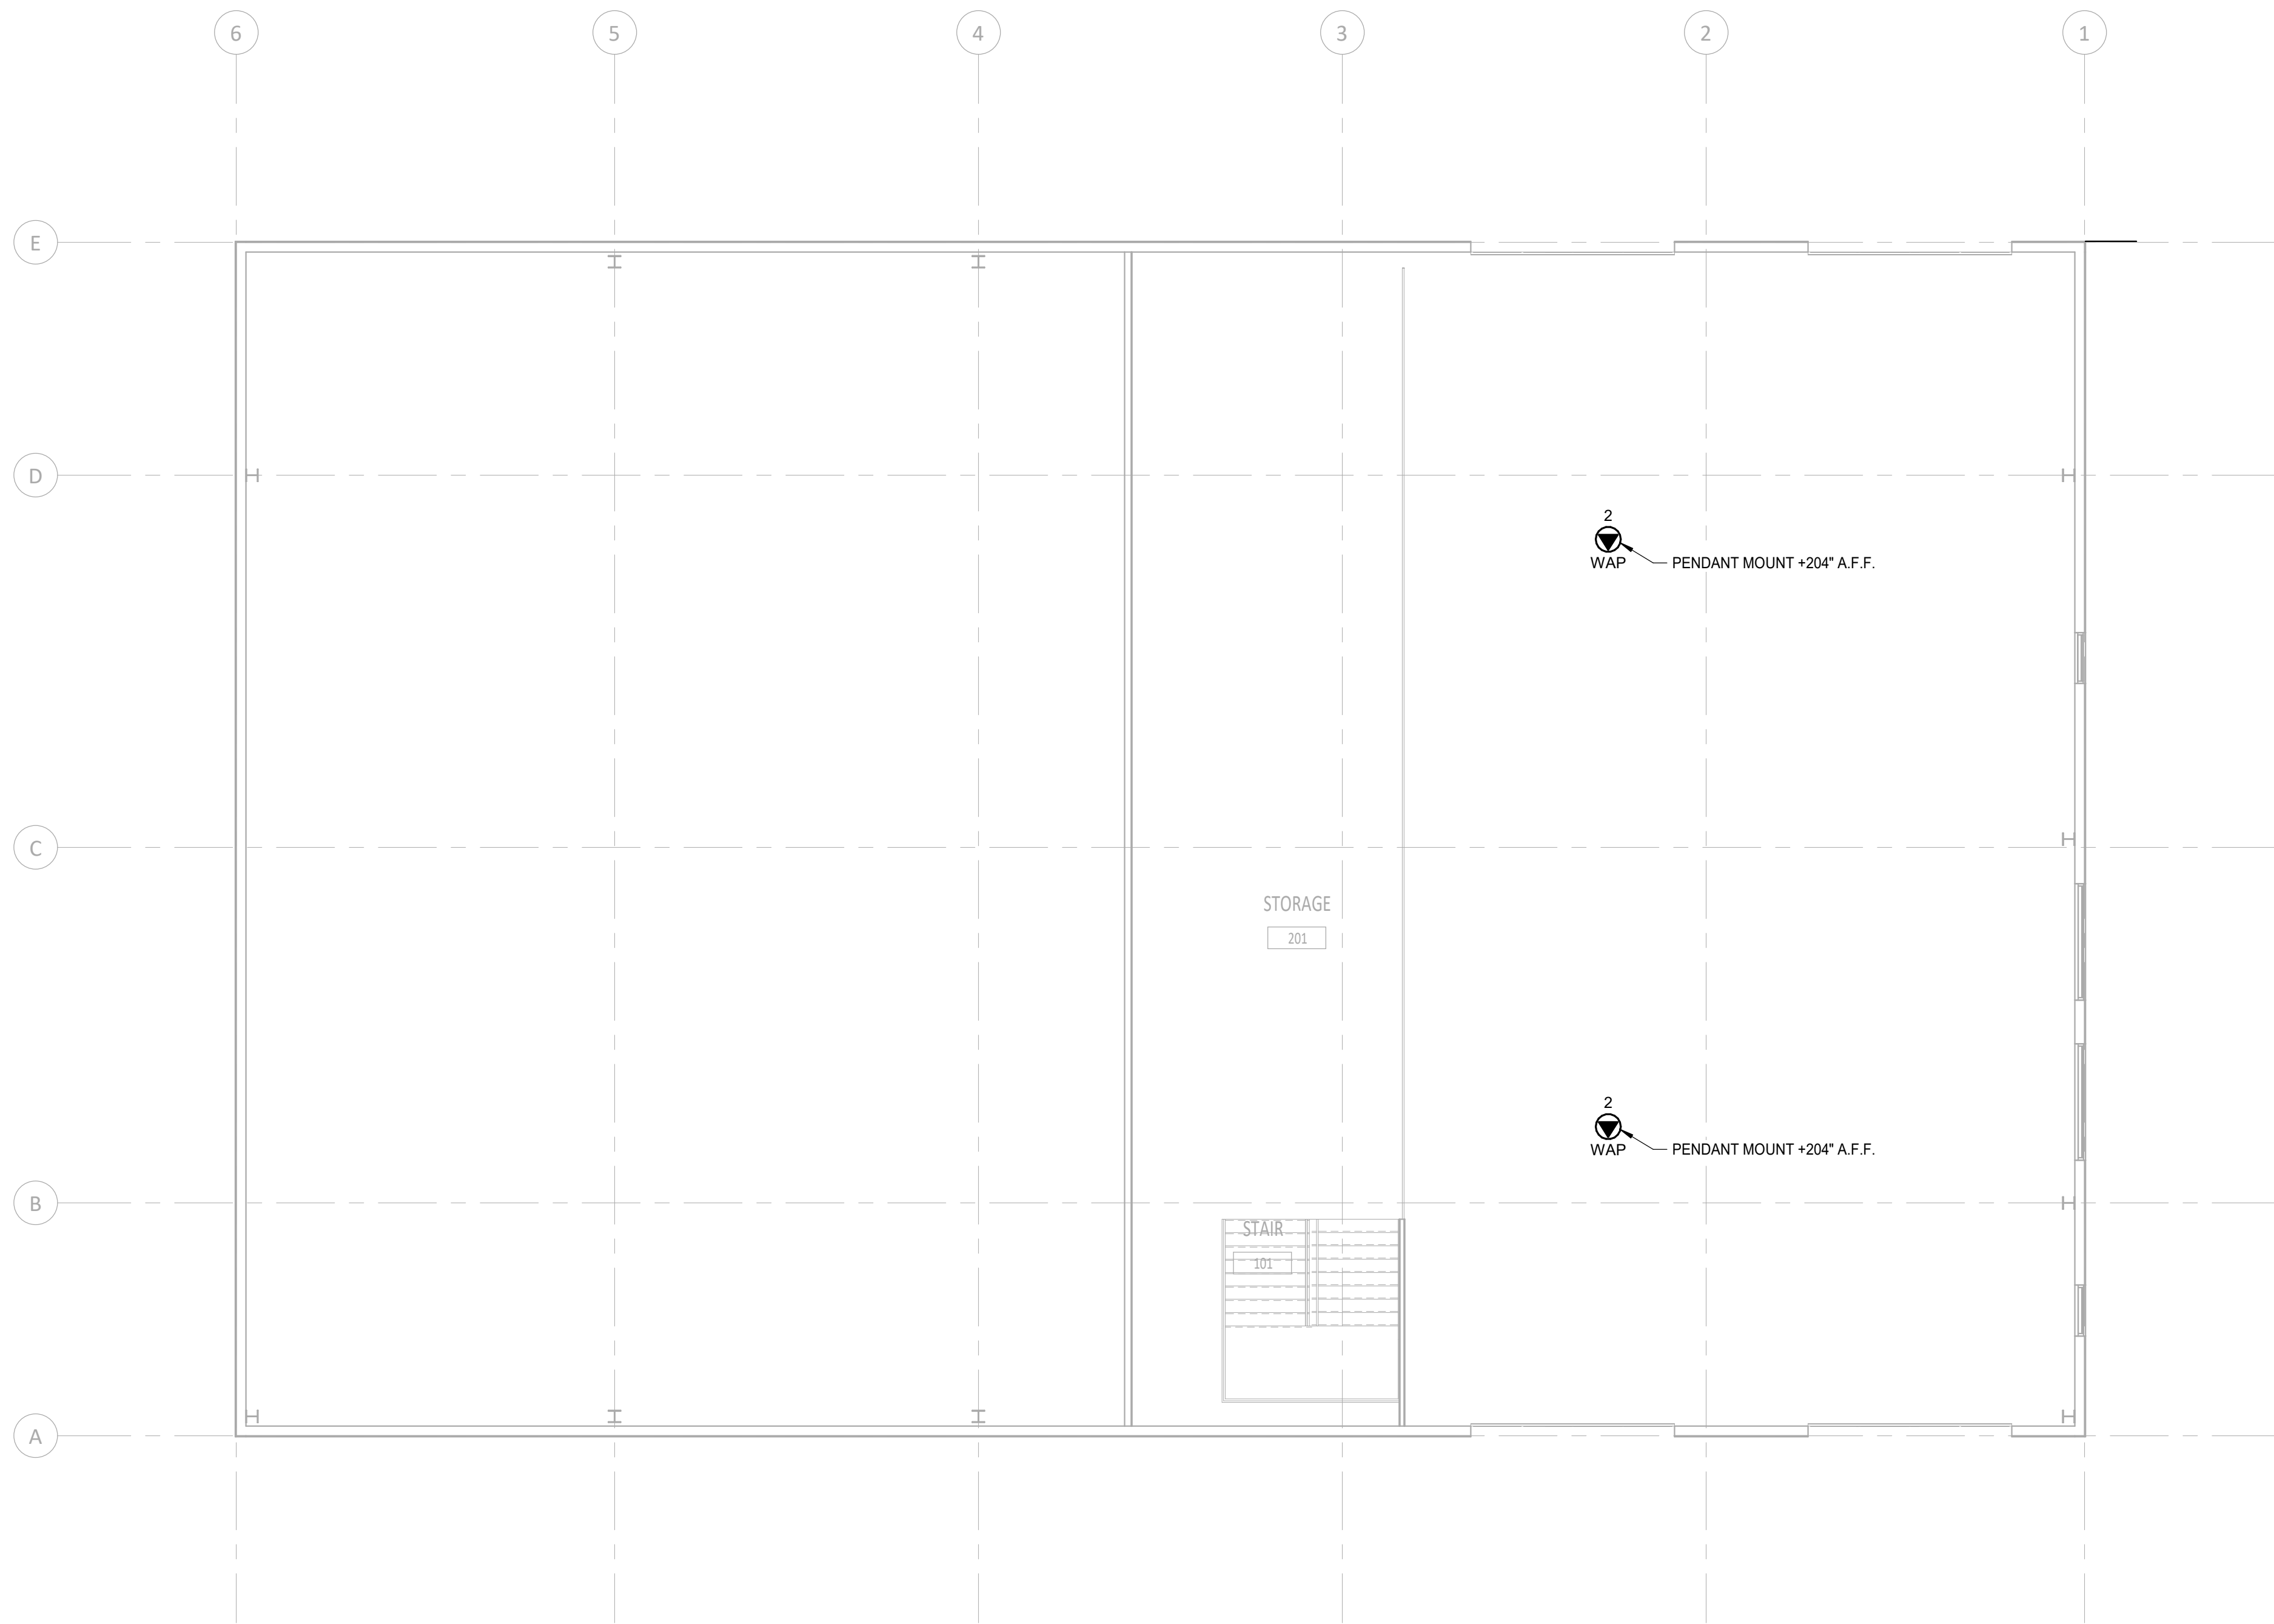 6 5 4 3 2 1
E
D
2
WAP
PENDANT MOUNT +204" A.F.F.
C
STORAGE
201
2
WAP
PENDANT MOUNT +204" A.F.F.
B
STAIR
101
A